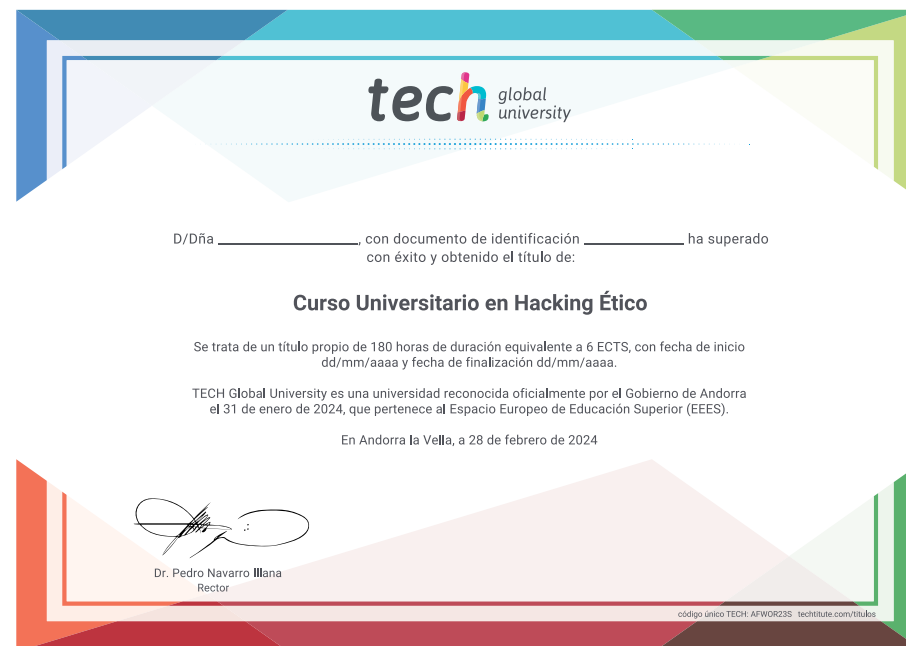 tech global university
D/Dña ____________________, con documento de identificación ______________ ha superado
con éxito y obtenido el título de:
Curso Universitario en Hacking Ético
Se trata de un título propio de 180 horas de duración equivalente a 6 ECTS, con fecha de inicio
dd/mm/aaaa y fecha de finalización dd/mm/aaaa.
TECH Global University es una universidad reconocida oficialmente por el Gobierno de Andorra
el 31 de enero de 2024, que pertenece al Espacio Europeo de Educación Superior (EEES).
En Andorra la Vella, a 28 de febrero de 2024
Dr. Pedro Navarro Illana
Rector
código único TECH: AFWOR23S techtitute.com/titulos